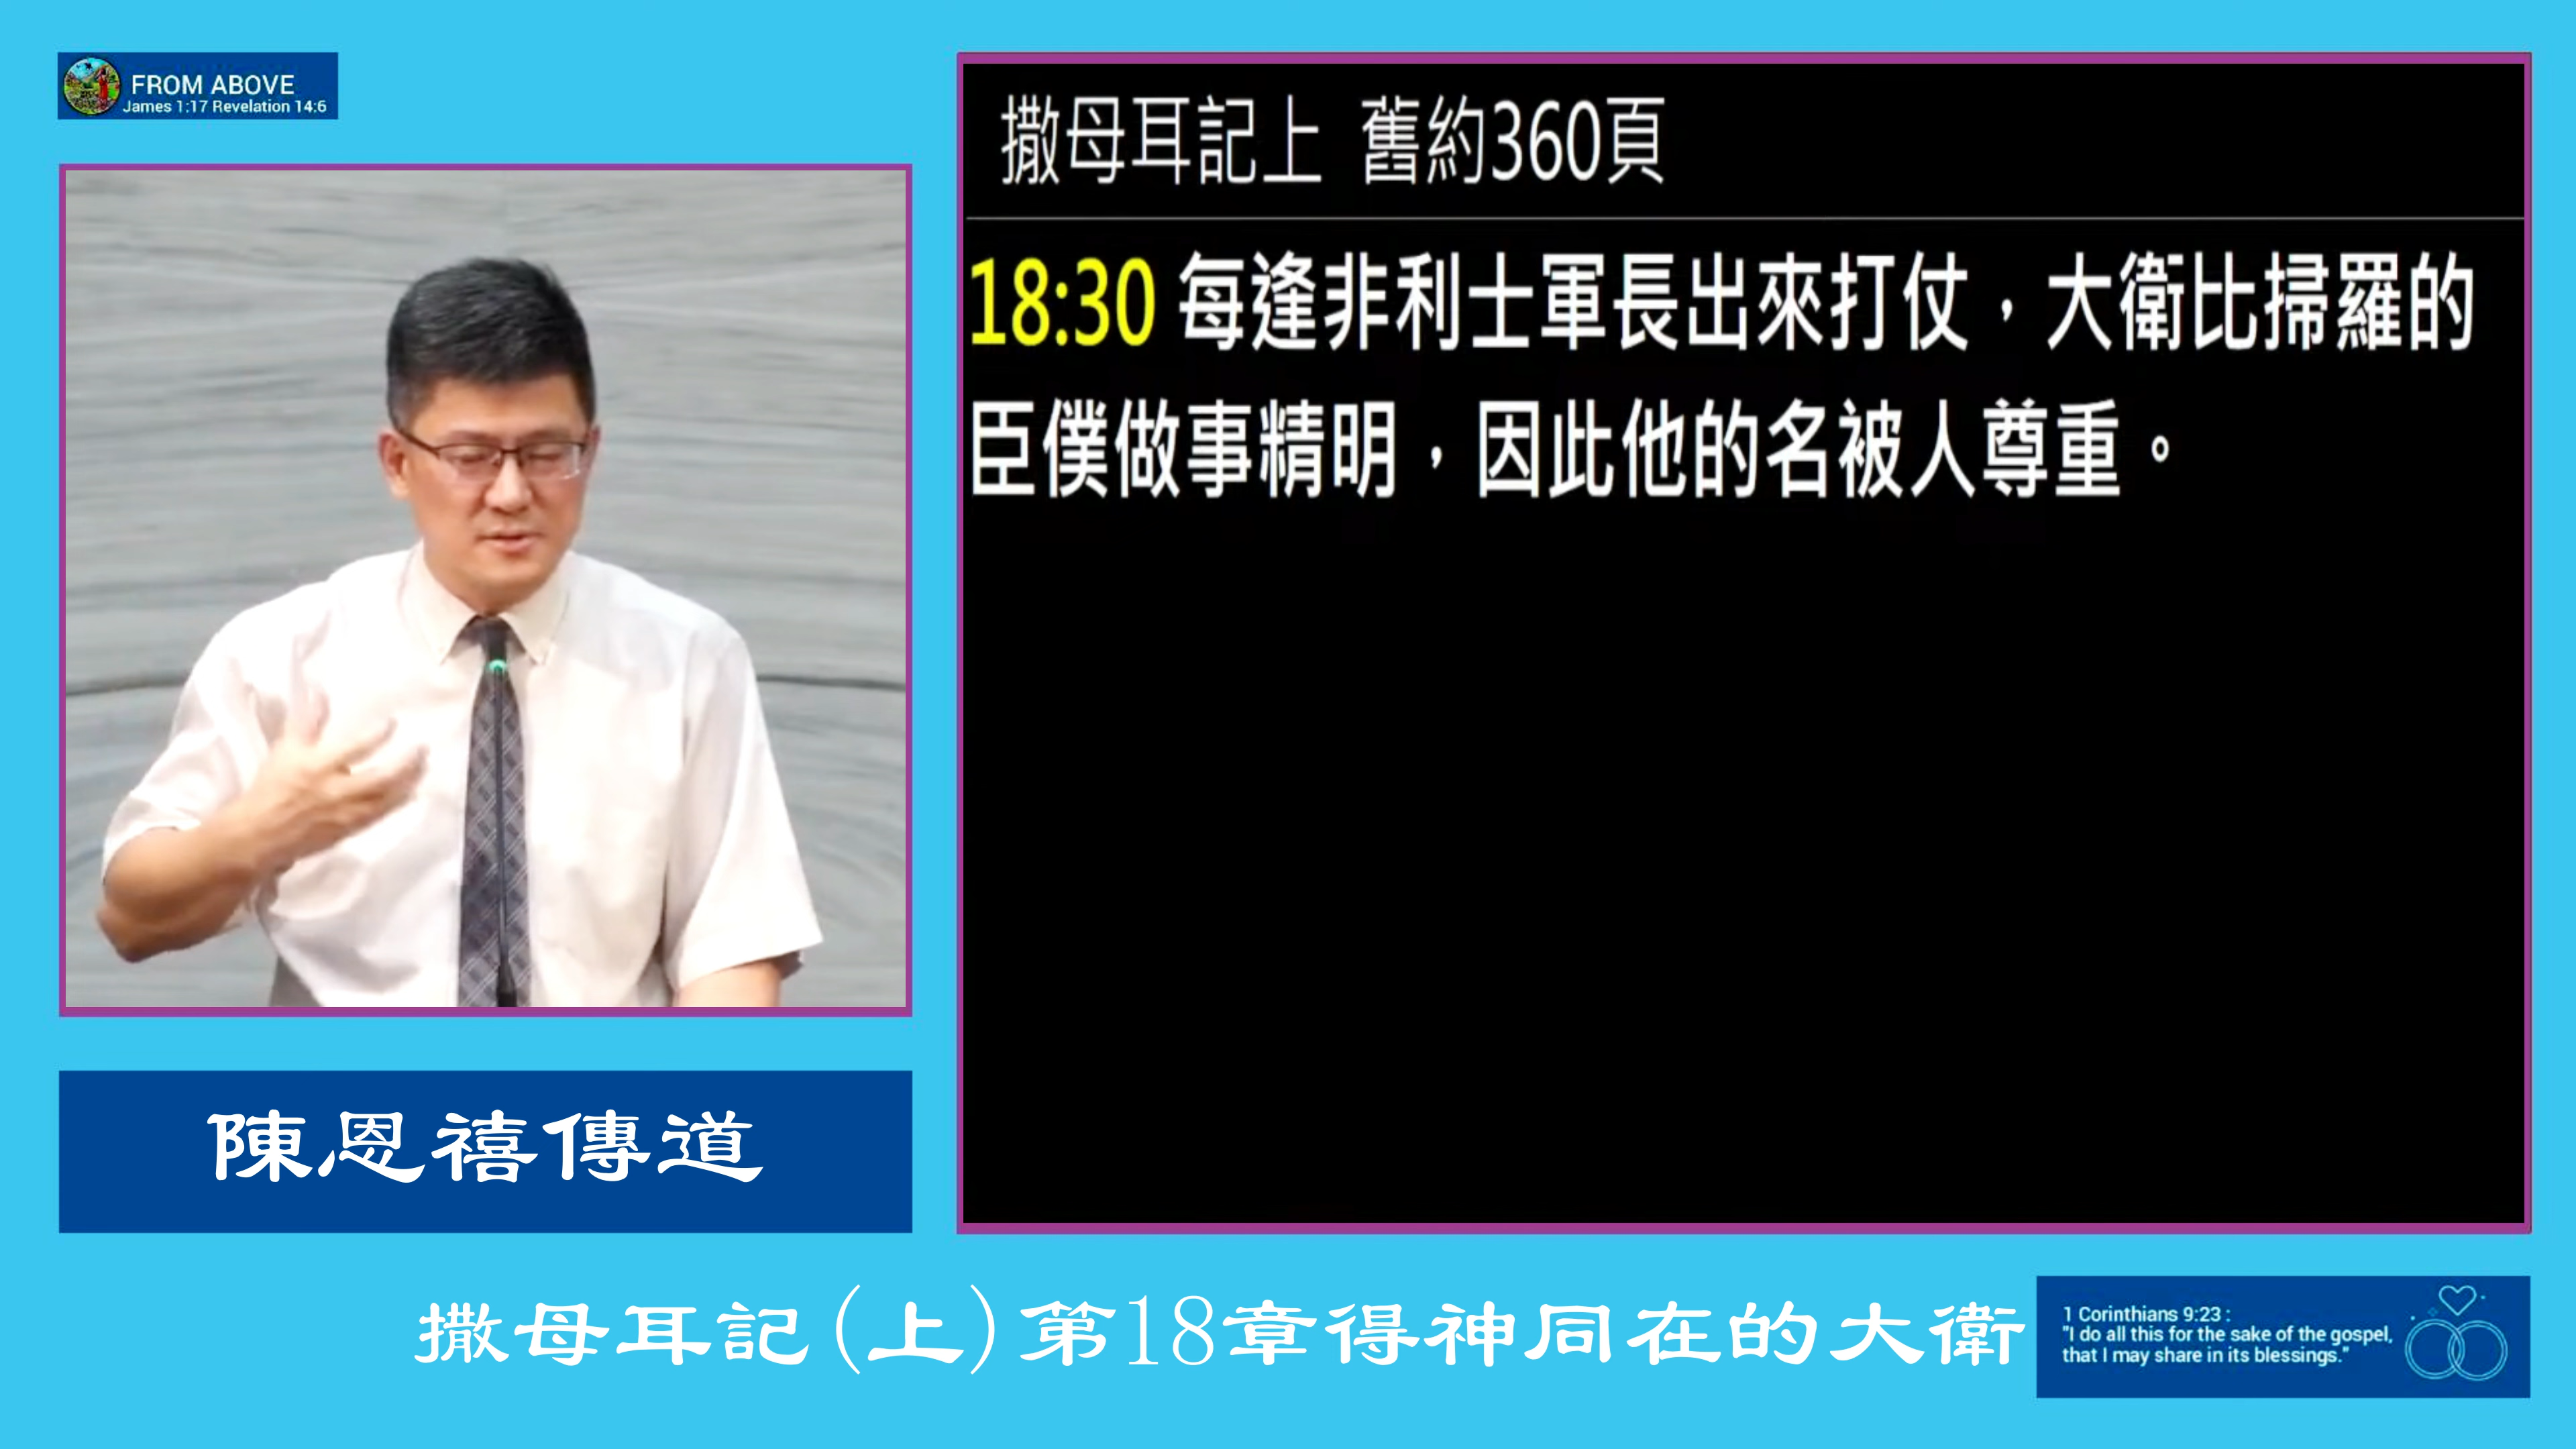 FROM ABOVE
James 1:17 Revelation 14:6
撒母耳記上 舊約360頁
18:30 每逢非利士軍長出來打仗，大衛比掃羅的
臣僕做事精明，因此他的名被人尊重。
陳恩禧傳道
撒母耳記(上)第18章得神同在的大衛
1 Corinthians 9:23 :
"I do all this for the sake of the gospel,
that I may share in its blessings."